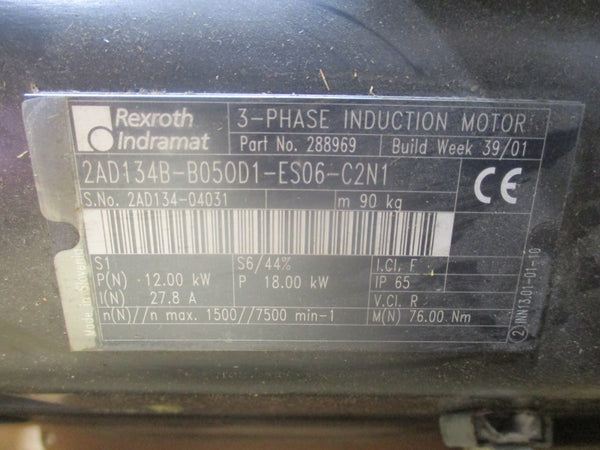 Rexroth
Indramat
3-PHASE INDUCTION MOTOR
Part No. 288969 Build Week 39/01
2AD134B-B050D1-ES06-C2N1
S.No. 2AD134-04031 m 90 kg
CE
S1 S6/44% I.Cl. F
P(N) 12.00 kW P 18.00 kW IP 65
I(N) 27.8 A V.Cl. R
n(N)//n max. 1500//7500 min-1 M(N) 76.00 Nm
Made in Slovenia